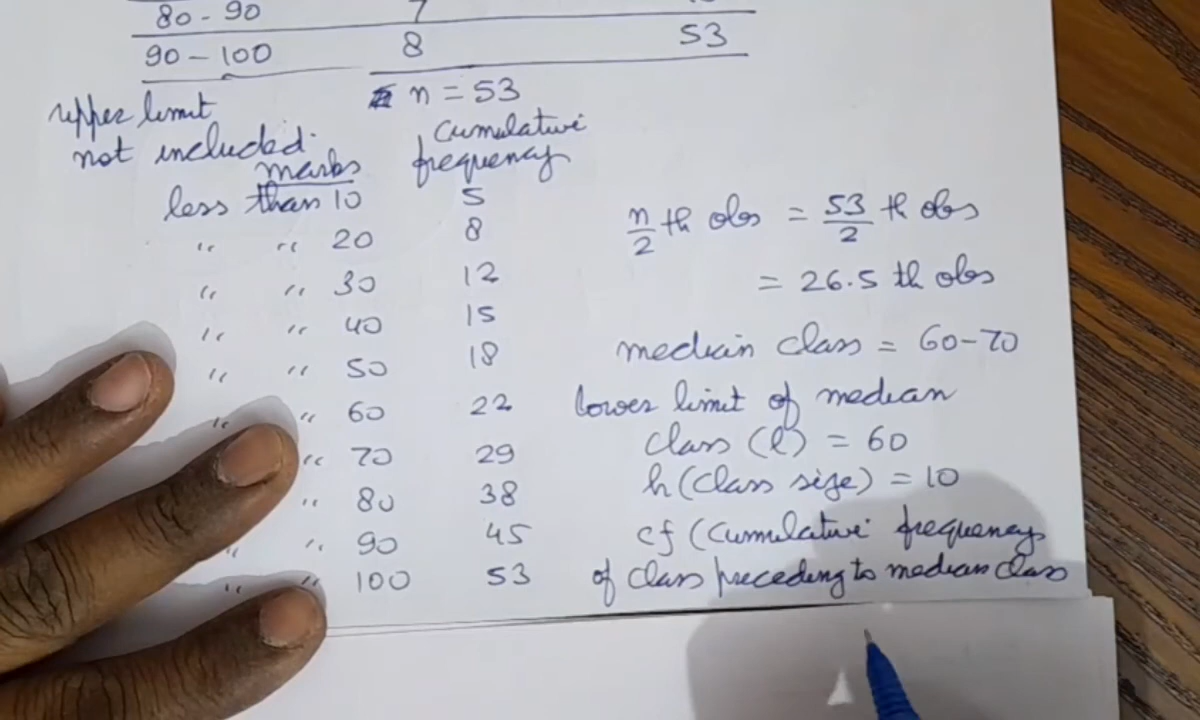 80 - 90 7
90 - 100 8 53
n = 53
upper limit
not included.
marks
cumulative
frequency
less than 10 5
" " 20 8
" " 30 12
" " 40 15
" " 50 18
" " 60 22
" 70 29
" 80 38
" " 90 45
" " 100 53
n/2 th obs = 53/2 th obs
= 26.5 th obs
median class = 60-70
lower limit of median
class (l) = 60
h (class size) = 10
cf (cumulative frequency
of class preceding to median class